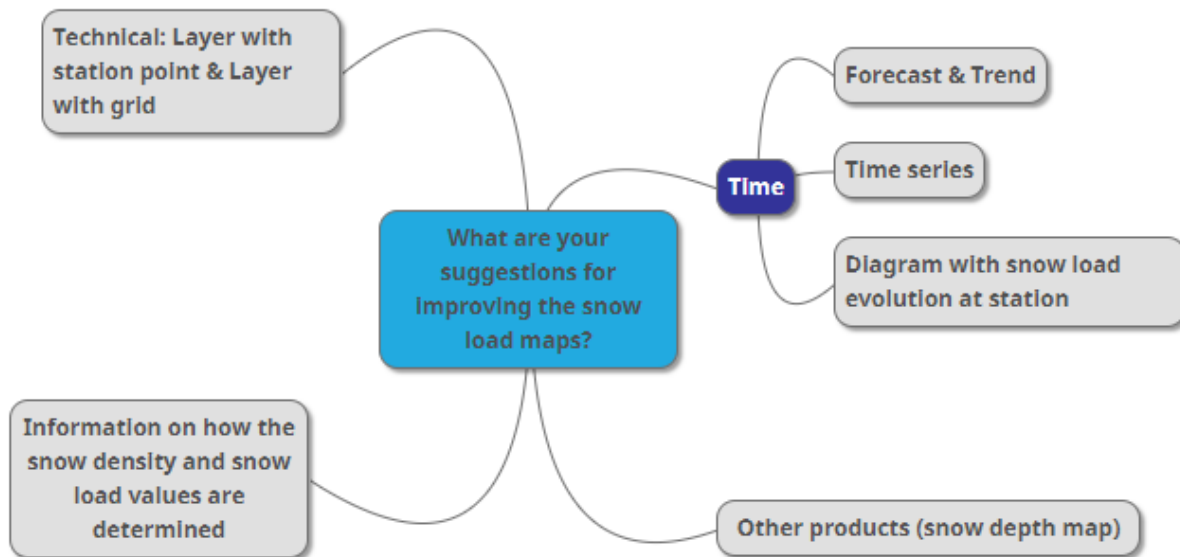 Technical: Layer with
station point & Layer
with grid
Forecast & Trend
Time
Time series
What are your
suggestions for
improving the snow
load maps?
Diagram with snow load
evolution at station
Information on how the
snow density and snow
load values are
determined
Other products (snow depth map)